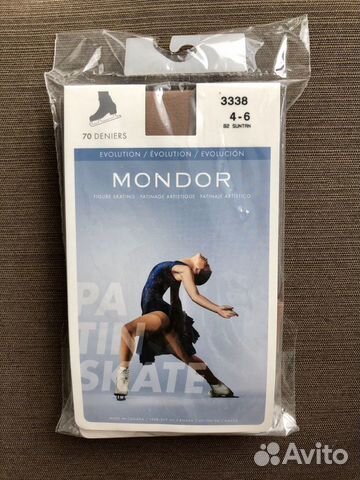 3338
4-6
82 SUNTAN
70 DENIERS
EVOLUTION / ÉVOLUTION / EVOLUCIÓN
MONDOR
FIGURE SKATING · PATINAGE ARTISTIQUE · PATINAJE ARTÍSTICO
PA
TIN
SKATE
Avito